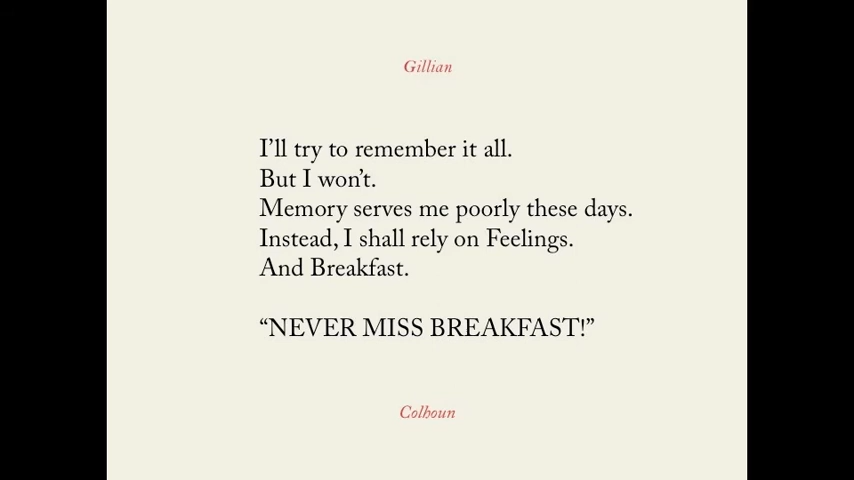 Gillian
I’ll try to remember it all.
But I won’t.
Memory serves me poorly these days.
Instead, I shall rely on Feelings.
And Breakfast.
“NEVER MISS BREAKFAST!”
Colhoun